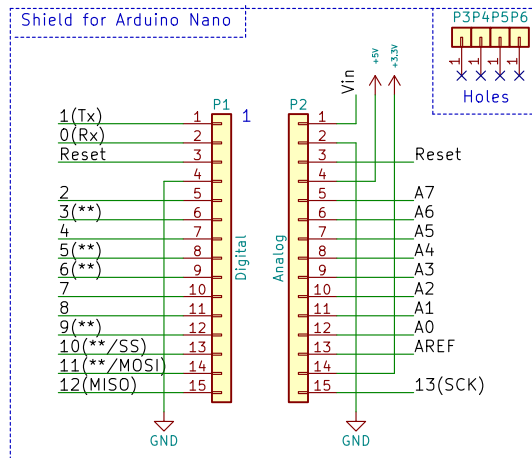 Shield for Arduino Nano
P3 P4 P5 P6
1 1 1 1
Holes
+5V
+3.3V
Vin
P1
1
P2
1(Tx) 1
0(Rx) 2
Reset 3
4
2 5
3(**) 6
4 7
5(**) 8
6(**) 9
7 10
8 11
9(**) 12
10(**/SS) 13
11(**/MOSI) 14
12(MISO) 15
Digital
GND
Analog
1
2
3 Reset
4
5 A7
6 A6
7 A5
8 A4
9 A3
10 A2
11 A1
12 A0
13 AREF
14
15 13(SCK)
GND